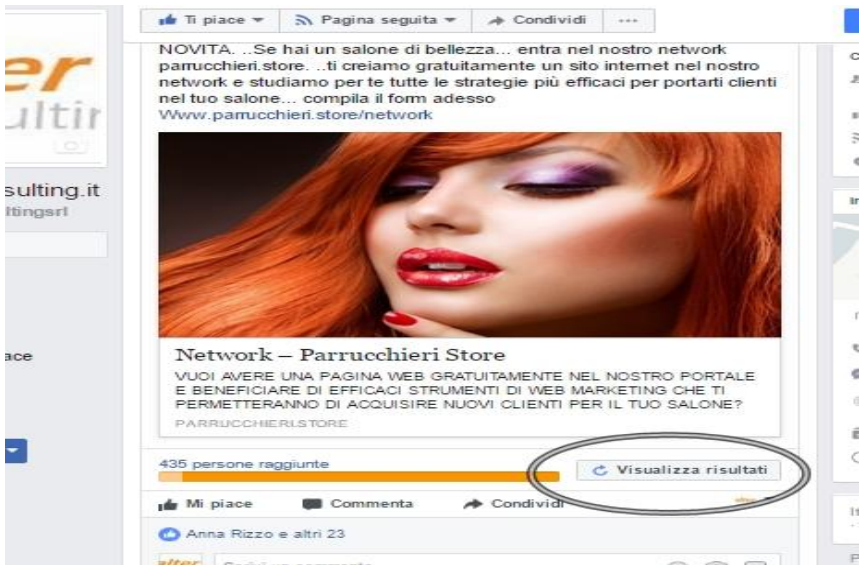 Ti piace
Pagina seguita
Condividi
NOVITA. ..Se hai un salone di bellezza... entra nel nostro network
parrucchieri.store. ..ti creiamo gratuitamente un sito internet nel nostro
network e studiamo per te tutte le strategie più efficaci per portarti clienti
nel tuo salone... compila il form adesso
Www.parrucchieri.store/network
er
ultir
sulting.it
ltingsrl
ace
Network – Parrucchieri Store
VUOI AVERE UNA PAGINA WEB GRATUITAMENTE NEL NOSTRO PORTALE
E BENEFICIARE DI EFFICACI STRUMENTI DI WEB MARKETING CHE TI
PERMETTERANNO DI ACQUISIRE NUOVI CLIENTI PER IL TUO SALONE?
PARRUCCHIERI.STORE
435 persone raggiunte
Visualizza risultati
Mi piace
Commenta
Condividi
Anna Rizzo e altri 23
alter